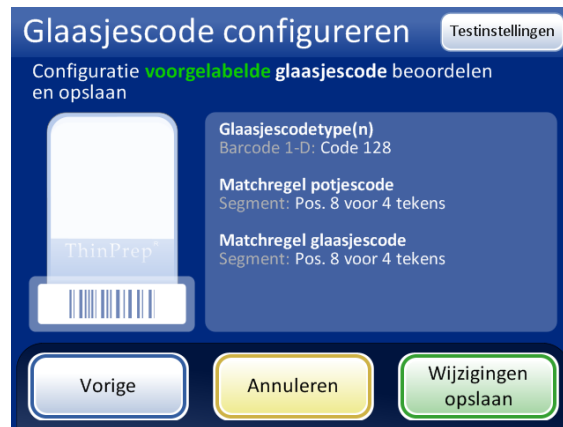 Glaasjescode configureren
Testinstellingen
Configuratie voorgelabelde glaasjescode beoordelen
en opslaan
Glaasjescodetype(n)
Barcode 1-D: Code 128
Matchregel potjescode
Segment: Pos. 8 voor 4 tekens
Matchregel glaasjescode
Segment: Pos. 8 voor 4 tekens
ThinPrep®
Vorige
Annuleren
Wijzigingen
opslaan